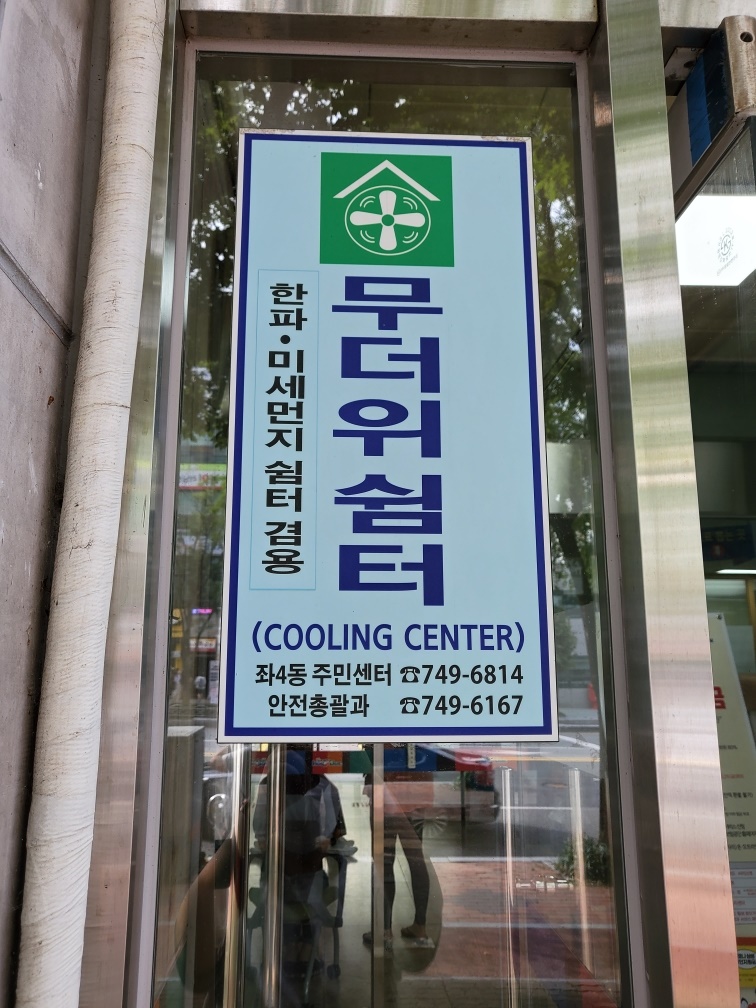 무더위쉼터
한파·미세먼지 쉼터 겸용
(COOLING CENTER)
좌4동 주민센터 ☎749-6814
안전총괄과 ☎749-6167